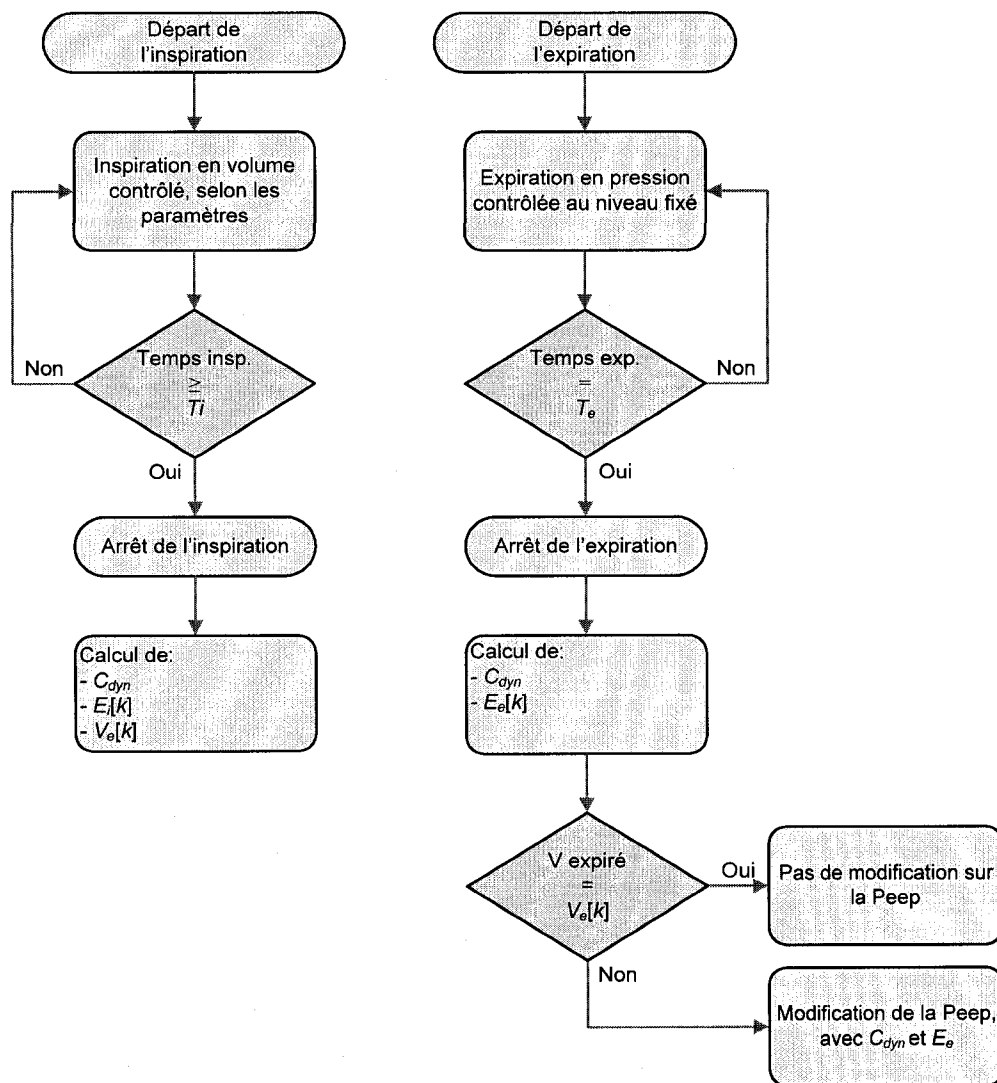 Départ de
l'inspiration
Inspiration en volume
contrôlé, selon les
paramètres
Non
Temps insp.
≥
Ti
Oui
Arrêt de l'inspiration
Calcul de:
- Cdyn
- Ei[k]
- Ve[k]
Départ de
l'expiration
Expiration en pression
contrôlée au niveau fixé
Temps exp.
=
Te
Non
Oui
Arrêt de l'expiration
Calcul de:
- Cdyn
- Ee[k]
V expiré
=
Ve[k]
Oui
Pas de modification sur
la Peep
Non
Modification de la Peep,
avec Cdyn et Ee